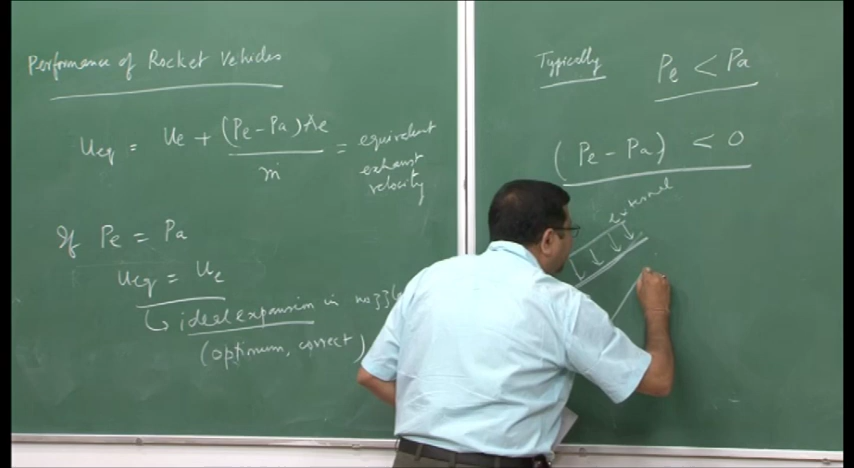 Performance of Rocket Vehicles
Ueq = Ue + (Pe - Pa) Ae / ṁ = equivalent
exhaust
velocity
If Pe = Pa
Ueq = Ue
ideal expansion in nozzle
(optimum, correct)
Typically Pe < Pa
(Pe - Pa) < 0
external